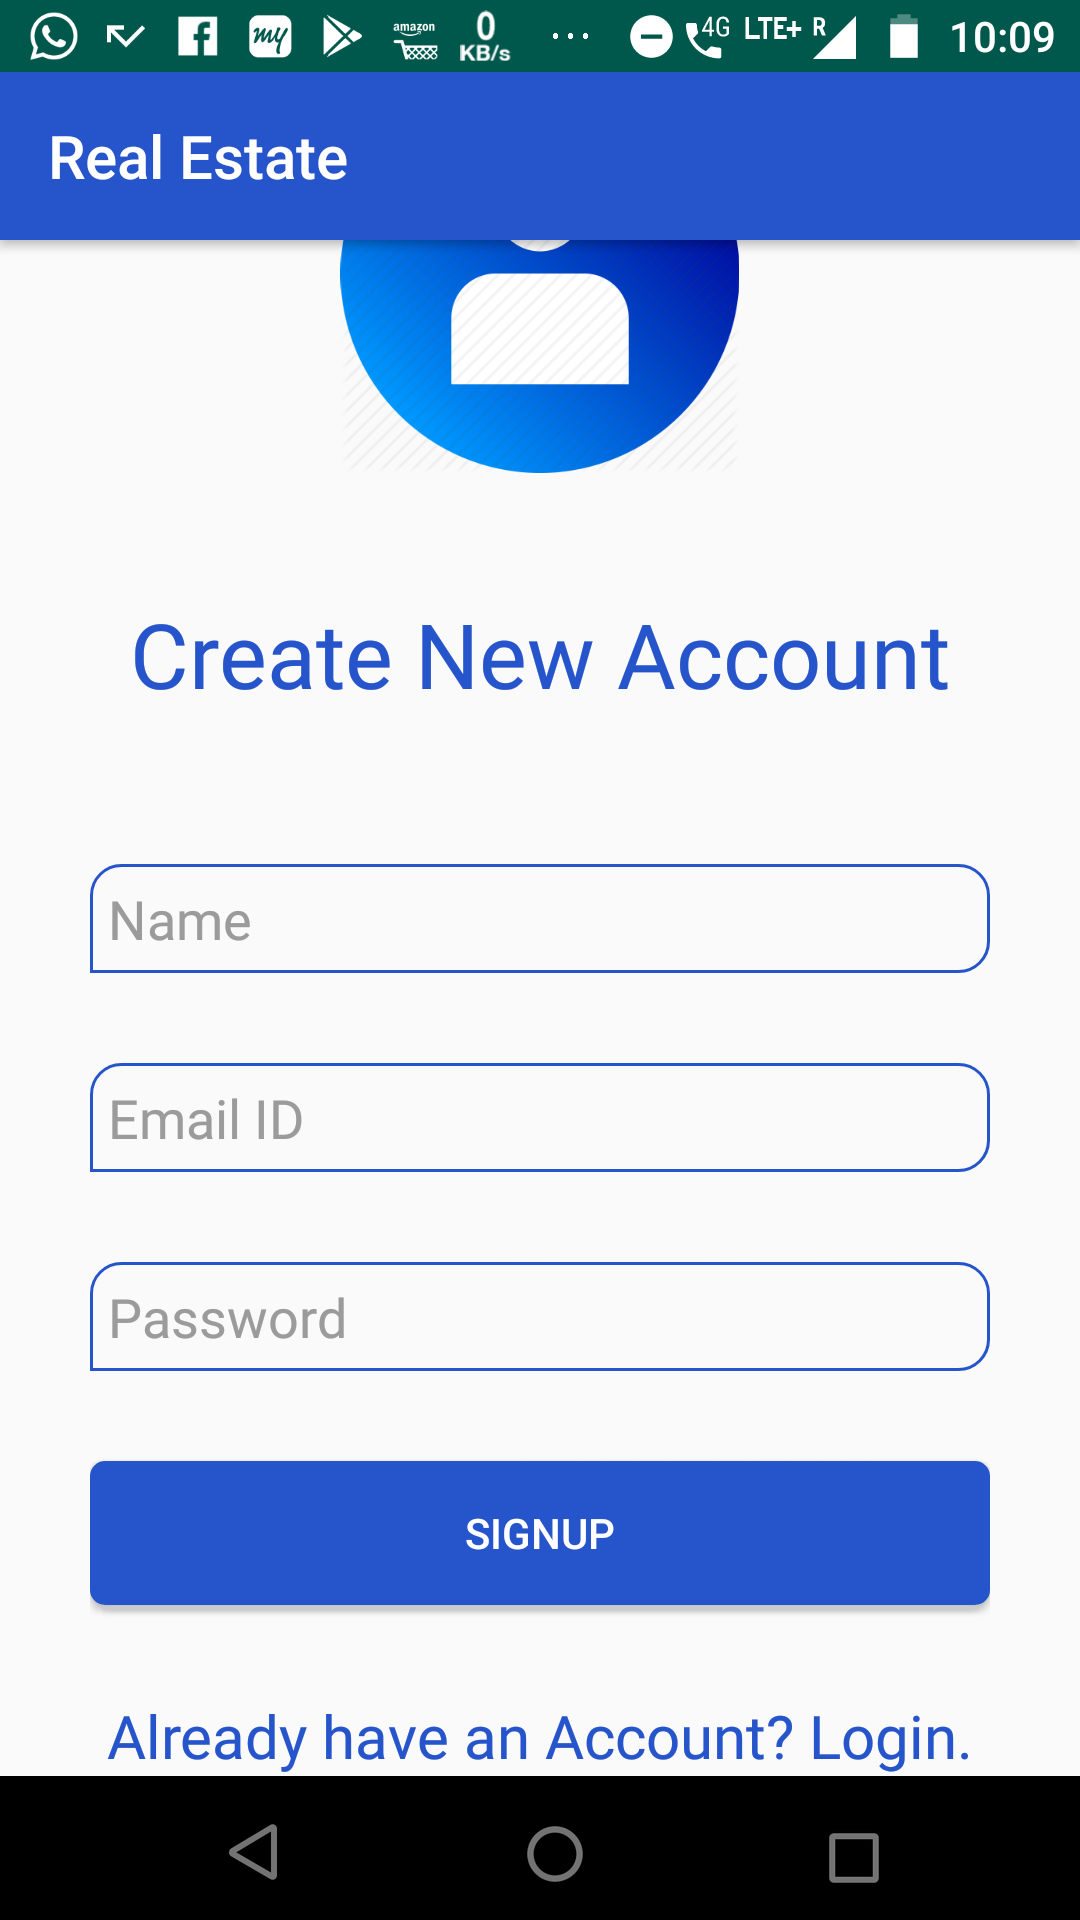 my amazon 0 KB/s ... 4G LTE+ R 10:09
Real Estate
Create New Account
Name
Email ID
Password
SIGNUP
Already have an Account? Login.